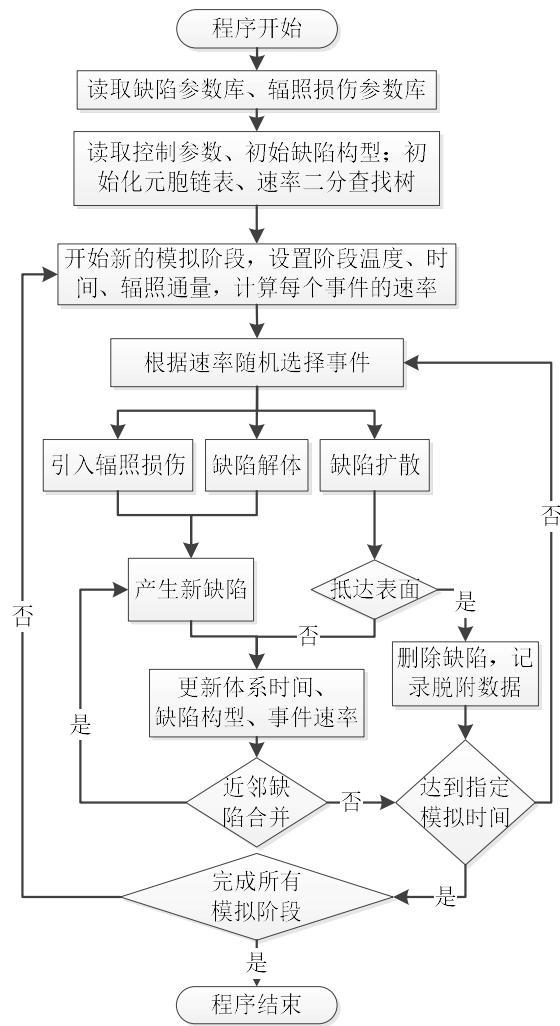 程序开始
读取缺陷参数库、辐照损伤参数库
读取控制参数、初始缺陷构型；初
始化元胞链表、速率二分查找树
开始新的模拟阶段，设置阶段温度、时
间、辐照通量，计算每个事件的速率
根据速率随机选择事件
引入辐照损伤
缺陷解体
缺陷扩散
否
产生新缺陷
抵达表面
是
否
否
删除缺陷，记
录脱附数据
更新体系时间、
缺陷构型、事件速率
是
近邻缺
陷合并
否
达到指定
模拟时间
完成所有
模拟阶段
是
是
程序结束